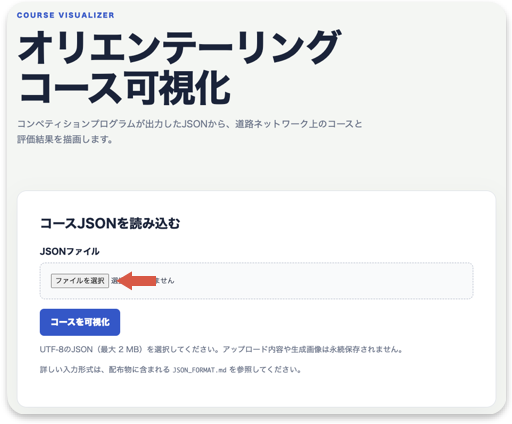 COURSE VISUALIZER
オリエンテーリング
コース可視化
コンペティションプログラムが出力したJSONから、道路ネットワーク上のコースと
評価結果を描画します。
コースJSONを読み込む
JSONファイル
ファイルを選択 選 ません
コースを可視化
UTF-8のJSON（最大 2 MB）を選択してください。アップロード内容や生成画像は永続保存されません。
詳しい入力形式は、配布物に含まれる JSON_FORMAT.md を参照してください。